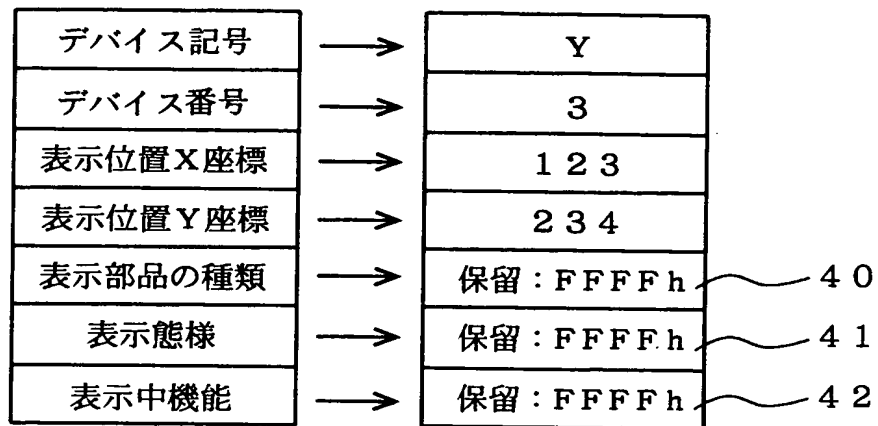 デバイス記号 → Y
デバイス番号 → 3
表示位置X座標 → 123
表示位置Y座標 → 234
表示部品の種類 → 保留:FFFFh 40
表示態様 → 保留:FFFFh 41
表示中機能 → 保留:FFFFh 42